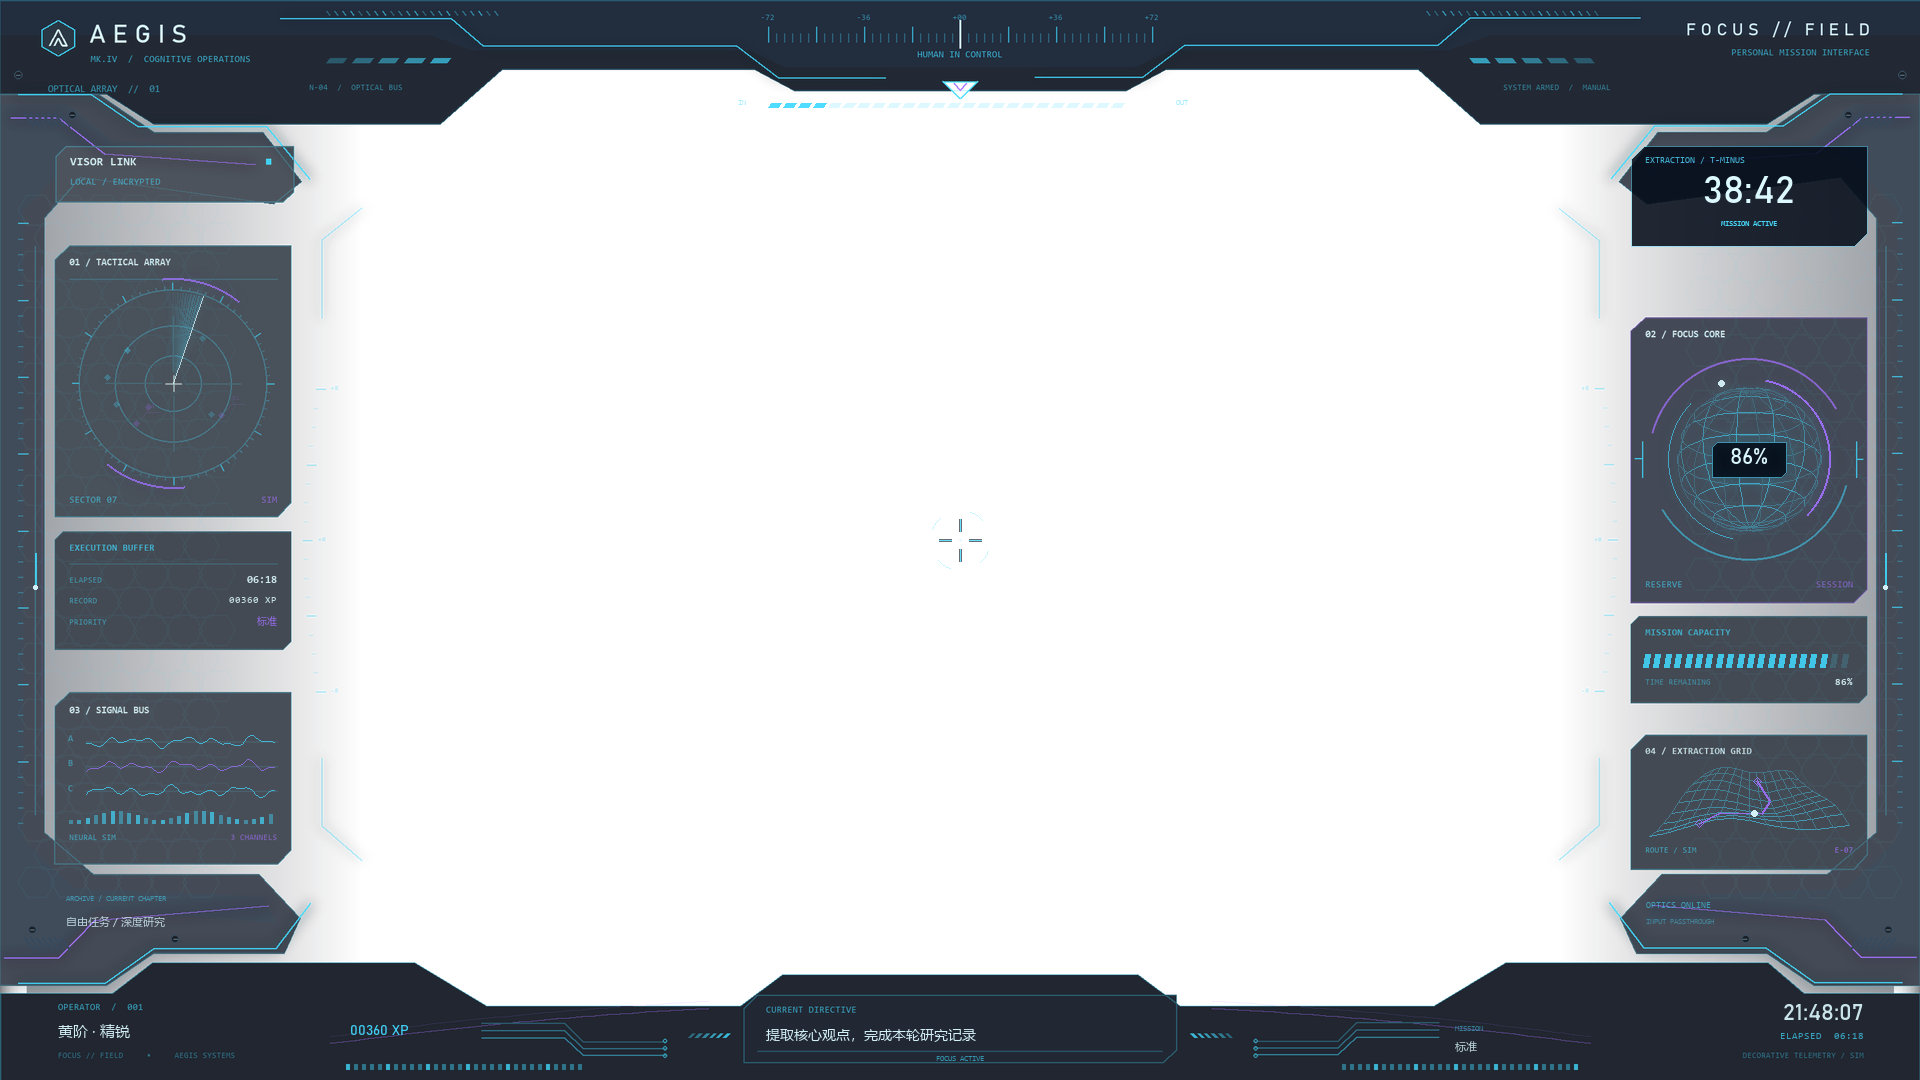 AEGIS
MK.IV / COGNITIVE OPERATIONS
OPTICAL ARRAY // 01
N-04 / OPTICAL BUS
-72 -36 +00 +36 +72
HUMAN IN CONTROL
IN
OUT
FOCUS // FIELD
PERSONAL MISSION INTERFACE
SYSTEM ARMED / MANUAL
VISOR LINK
LOCAL / ENCRYPTED
01 / TACTICAL ARRAY
SECTOR 07 SIM
EXECUTION BUFFER
ELAPSED 06:18
RECORD 00360 XP
PRIORITY 标准
03 / SIGNAL BUS
A
B
C
NEURAL SIM 3 CHANNELS
ARCHIVE / CURRENT CHAPTER
自由任务 / 深度研究
EXTRACTION / T-MINUS
38:42
MISSION ACTIVE
02 / FOCUS CORE
86%
RESERVE SESSION
MISSION CAPACITY
TIME REMAINING 86%
04 / EXTRACTION GRID
ROUTE / SIM E-07
OPTICS ONLINE
INPUT PASSTHROUGH
OPERATOR / 001
黄阶 · 精锐
FOCUS // FIELD • AEGIS SYSTEMS
00360 XP
CURRENT DIRECTIVE
提取核心观点，完成本轮研究记录
FOCUS ACTIVE
MISSION
标准
21:48:07
ELAPSED 06:18
DECORATIVE TELEMETRY / SIM